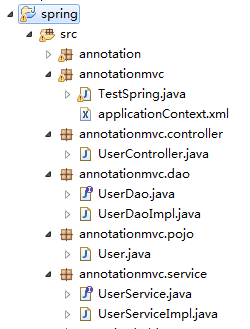 spring
src
annotation
annotationmvc
TestSpring.java
applicationContext.xml
annotationmvc.controller
UserController.java
annotationmvc.dao
UserDao.java
UserDaoImpl.java
annotationmvc.pojo
User.java
annotationmvc.service
UserService.java
UserServiceImpl.java